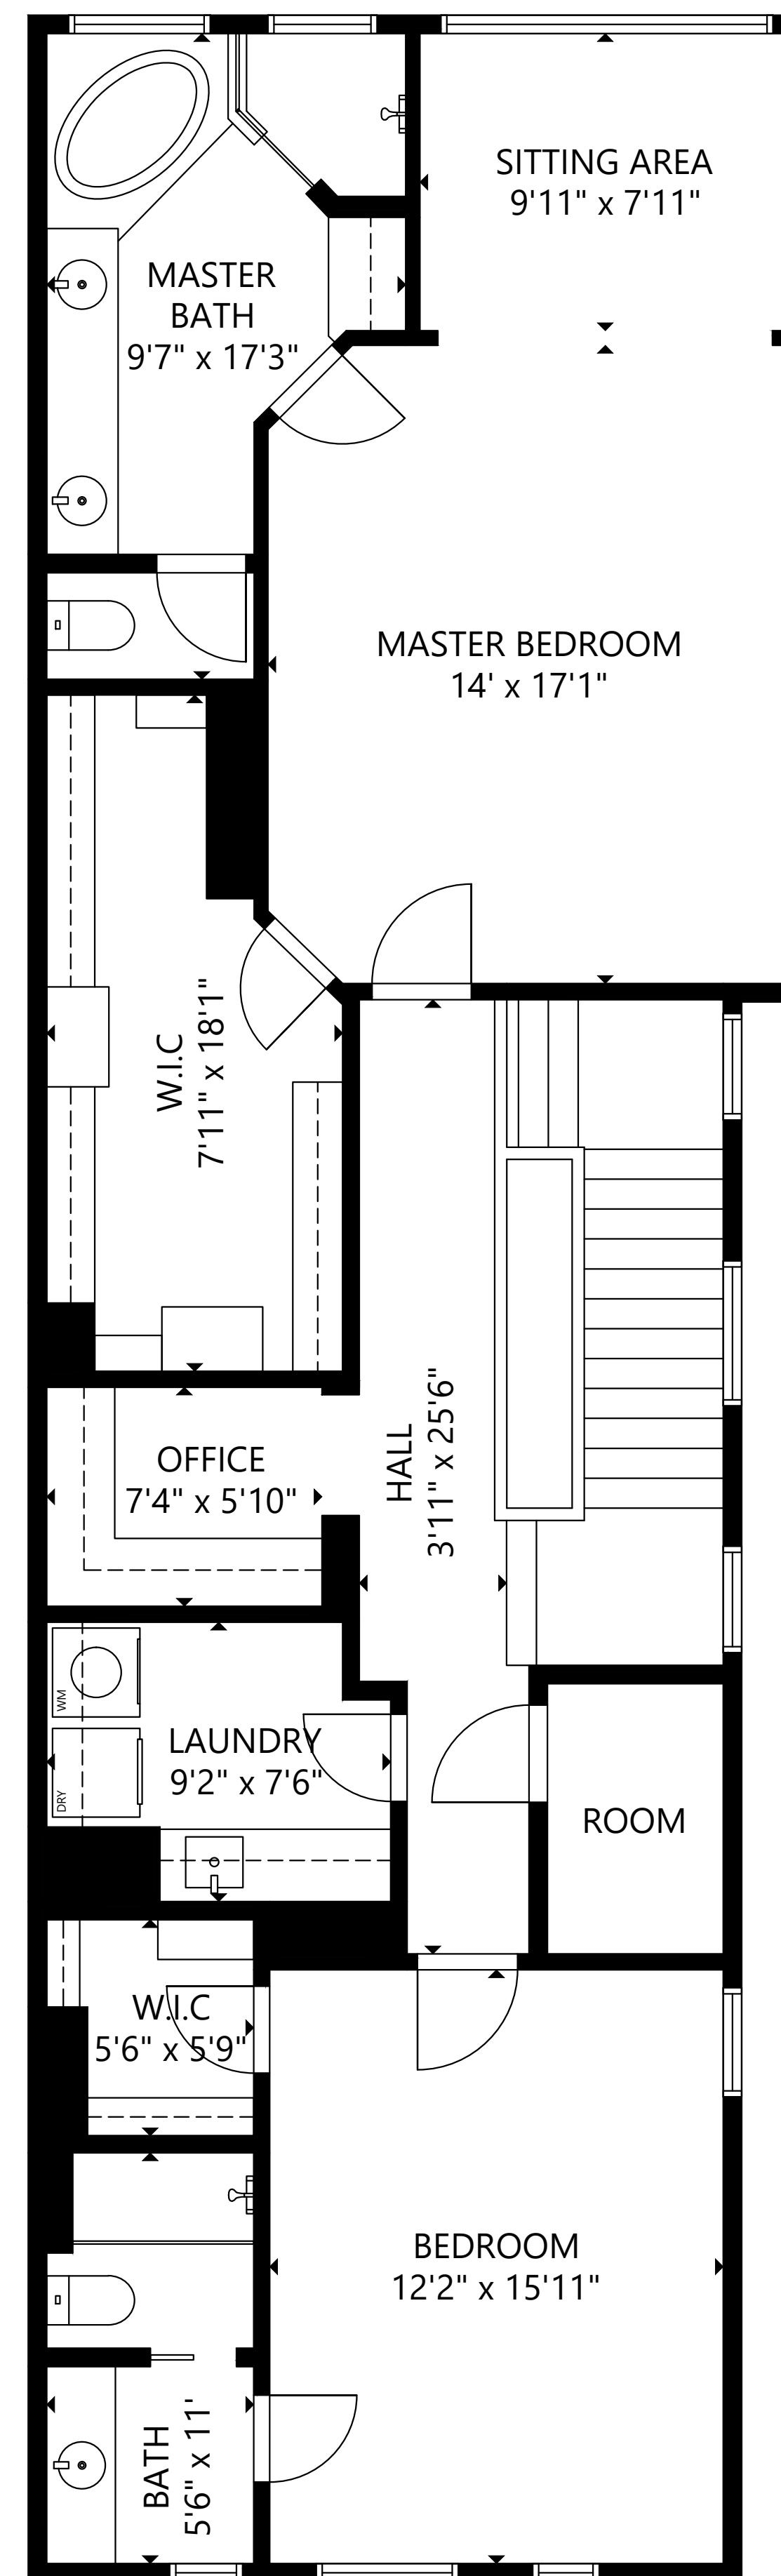 SITTING AREA
9'11" x 7'11"
MASTER
BATH
9'7" x 17'3"
MASTER BEDROOM
14' x 17'1"
W.I.C
7'11" x 18'1"
HALL
3'11" x 25'6"
OFFICE
7'4" x 5'10"
WM
LAUNDRY
9'2" x 7'6"
DRY
ROOM
W.I.C
5'6" x 5'9"
BEDROOM
12'2" x 15'11"
BATH
5'6" x 11'